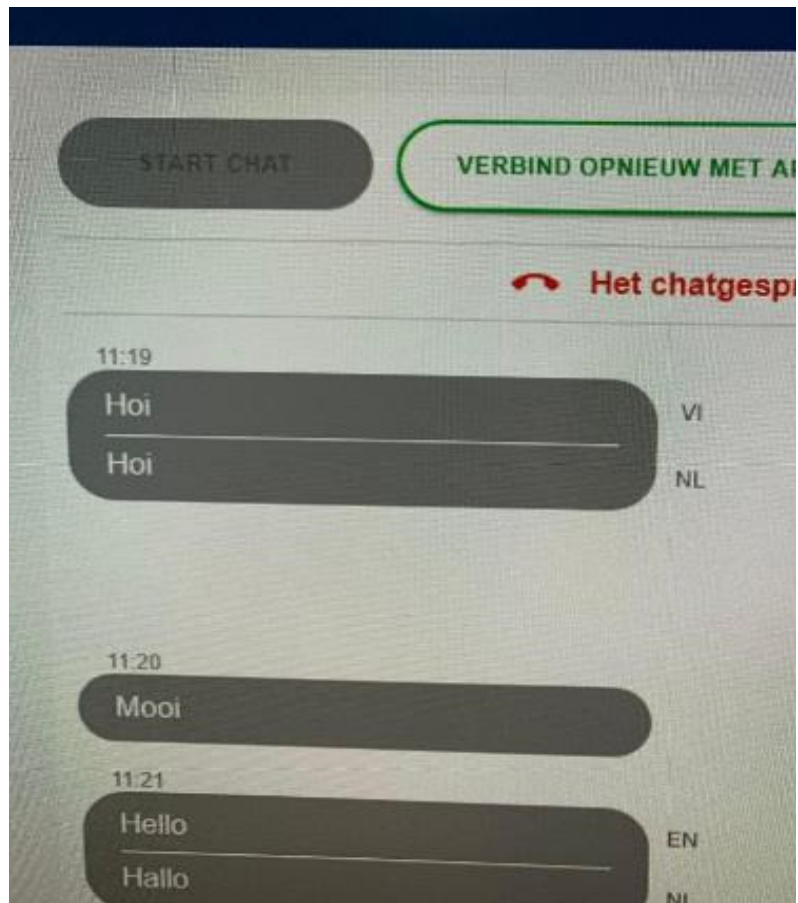 START CHAT
VERBIND OPNIEUW MET
Het
11:19
Hoi
VI
Hoi
NL
11:20
Mooi
11:21
Hello
EN
Hallo
NL